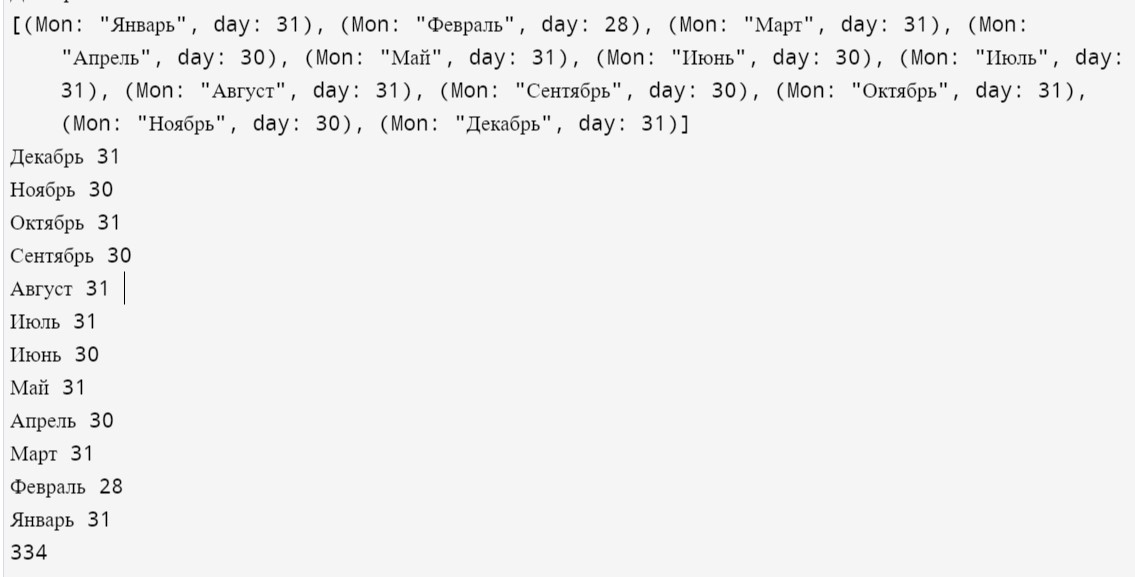 [(Mon: "Январь", day: 31), (Mon: "Февраль", day: 28), (Mon: "Март", day: 31), (Mon:
"Апрель", day: 30), (Mon: "Май", day: 31), (Mon: "Июнь", day: 30), (Mon: "Июль", day:
31), (Mon: "Август", day: 31), (Mon: "Сентябрь", day: 30), (Mon: "Октябрь", day: 31),
(Mon: "Ноябрь", day: 30), (Mon: "Декабрь", day: 31)]
Декабрь 31
Ноябрь 30
Октябрь 31
Сентябрь 30
Август 31
Июль 31
Июнь 30
Май 31
Апрель 30
Март 31
Февраль 28
Январь 31
334